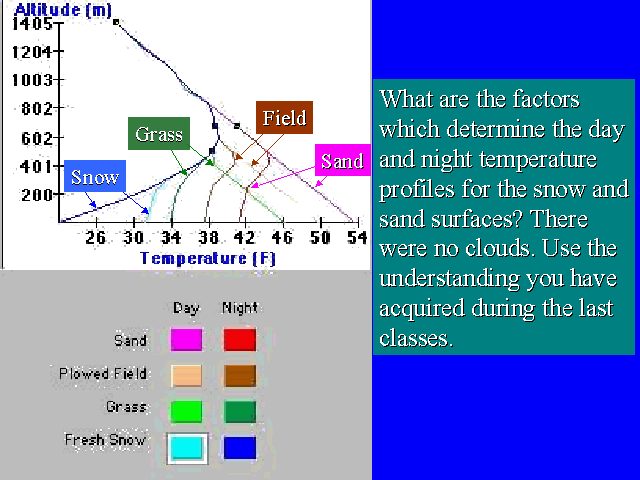 Altitude (m)
1405
1204
1003
802
602
401
200
Grass
Field
Sand
Snow
26 30 34 38 42 46 50 54
Temperature (F)
Day Night
Sand
Plowed Field
Grass
Fresh Snow
What are the factors
which determine the day
and night temperature
profiles for the snow and
sand surfaces? There
were no clouds. Use the
understanding you have
acquired during the last
classes.